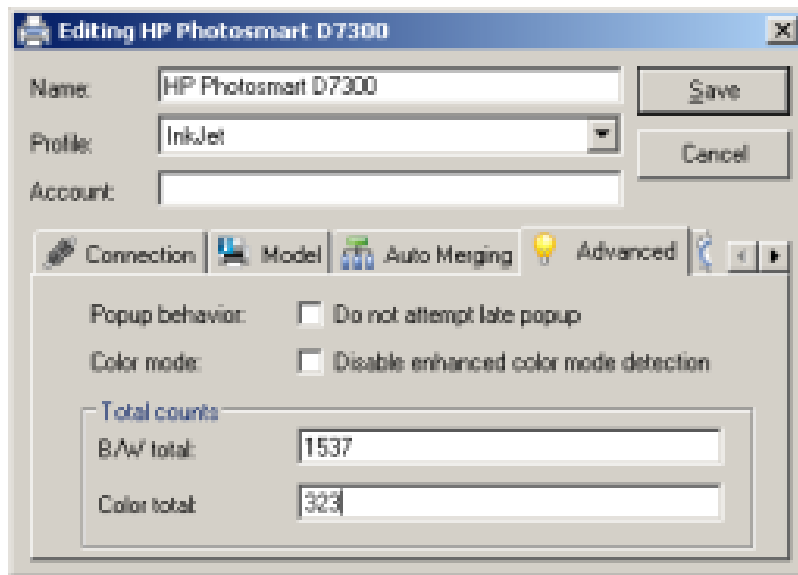 Editing HP Photosmart D7300
Name: HP Photosmart D7300 Save
Profile: InkJet
Cancel
Account:
Connection Model Auto Merging Advanced
Popup behavior: Do not attempt late popup
Color mode: Disable enhanced color mode detection
Total counts
B/W total: 1537
Color total: 323